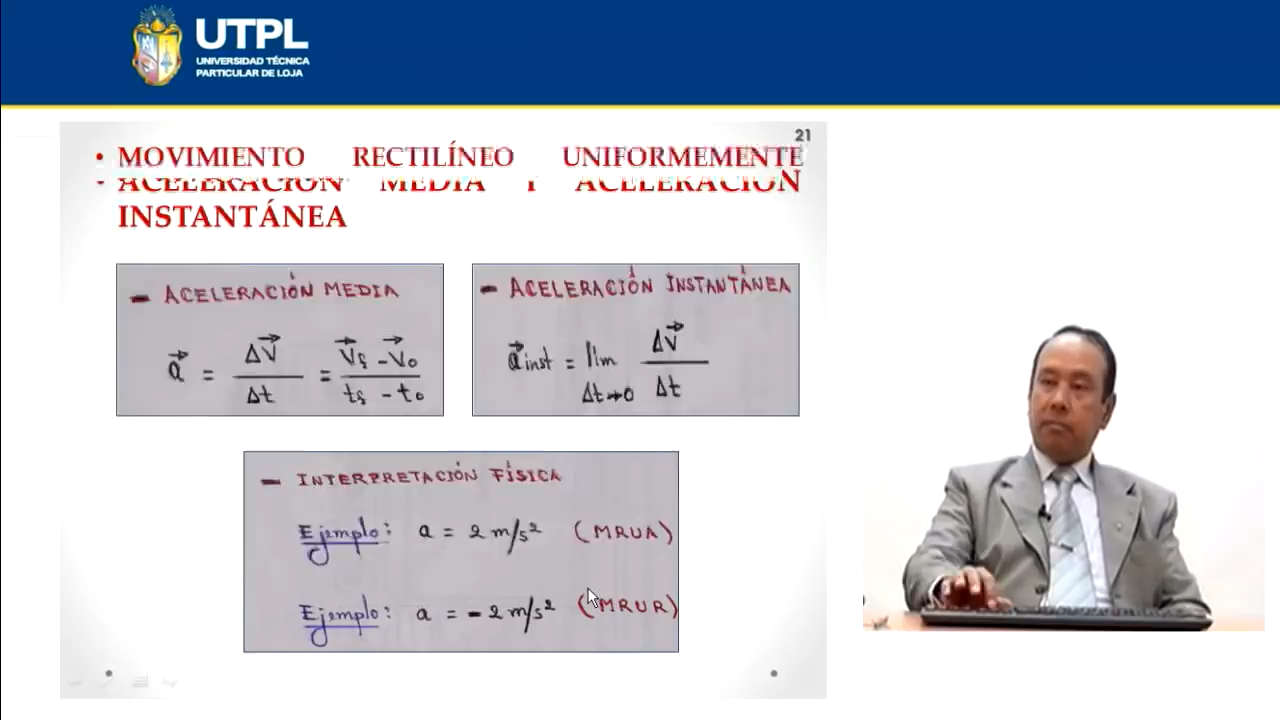 UTPL
UNIVERSIDAD TÉCNICA
PARTICULAR DE LOJA
21
• MOVIMIENTO RECTILÍNEO UNIFORMEMENTE
• ACELERACIÓN MEDIA Y ACELERACIÓN
INSTANTÁNEA
- ACELERACIÓN MEDIA
a⃗ = ΔV⃗ / Δt = (V⃗f - V⃗o) / (tf - to)
- ACELERACIÓN INSTANTÁNEA
a⃗inst = lim Δt→0 ΔV⃗ / Δt
- INTERPRETACIÓN FÍSICA
Ejemplo: a = 2 m/s² (MRUA)
Ejemplo: a = - 2 m/s² (MRUR)